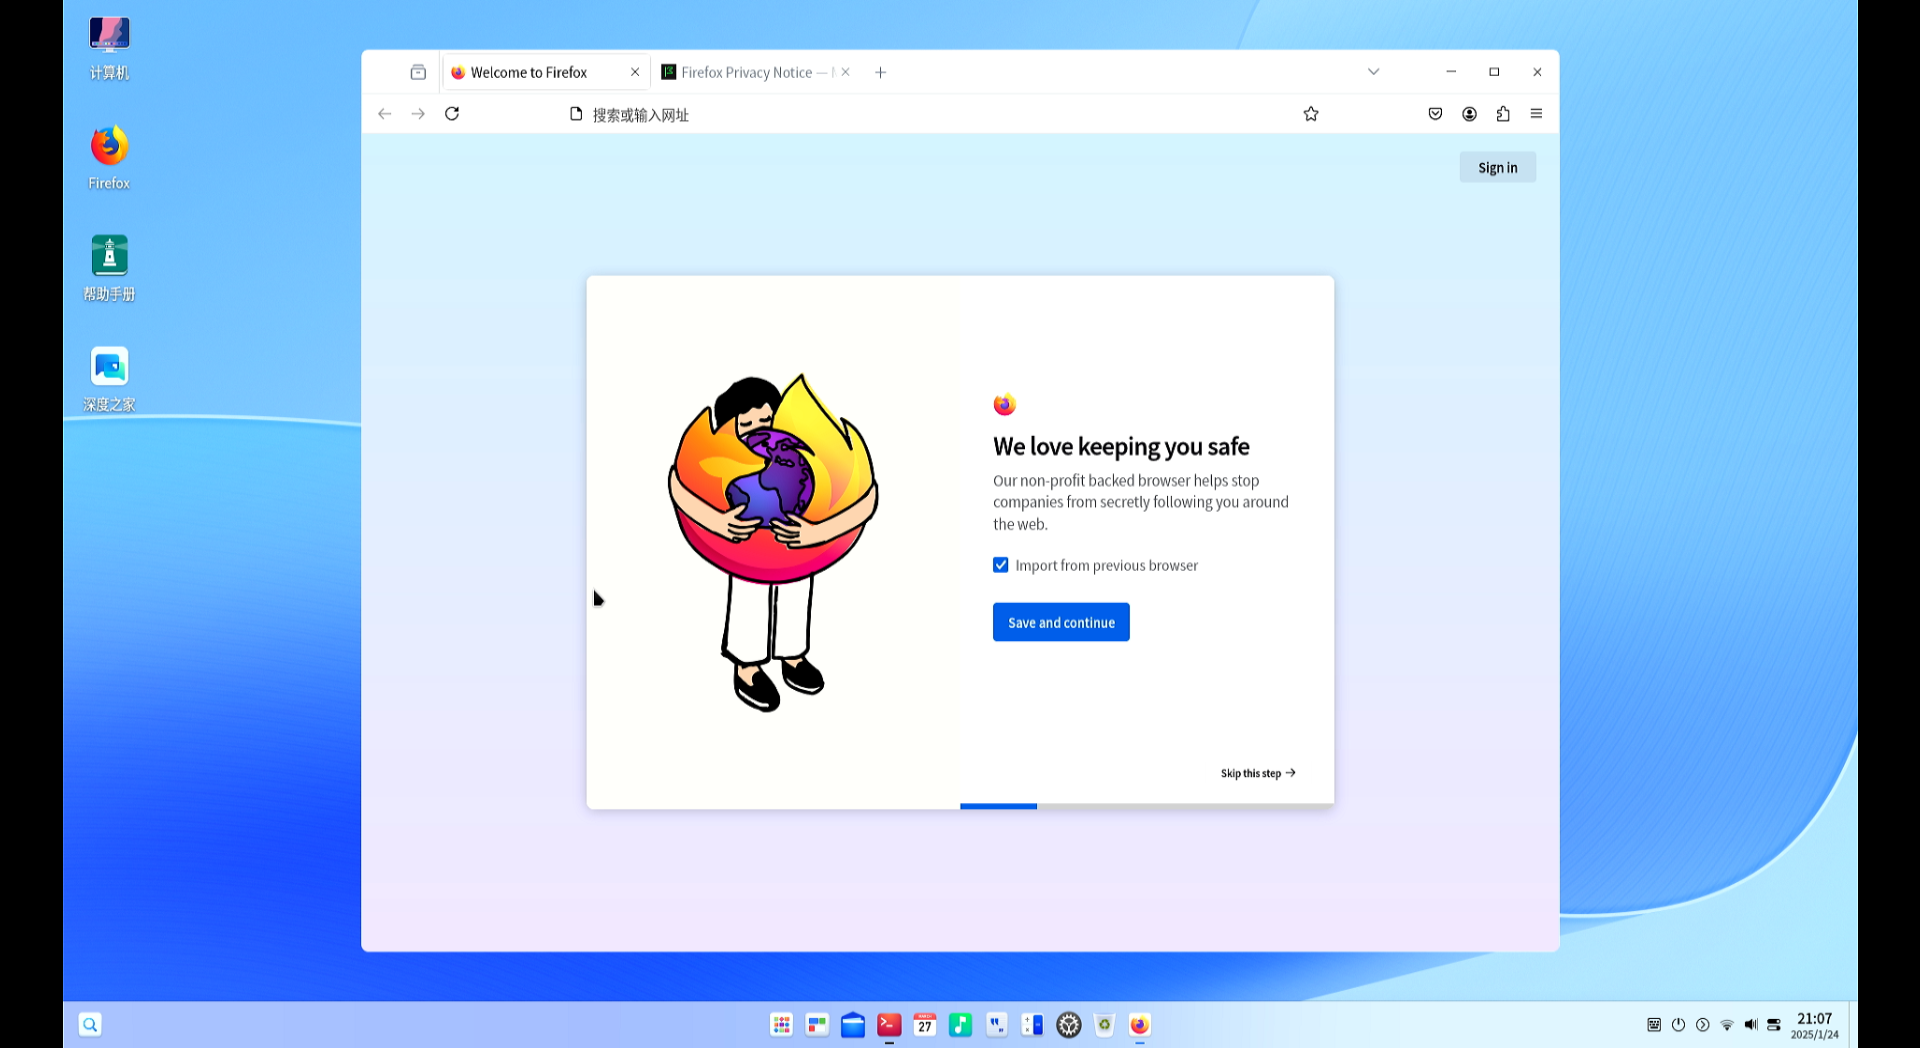 计算机
Firefox
帮助手册
深度之家
Welcome to Firefox
Firefox Privacy Notice —
搜索或输入网址
Sign in
We love keeping you safe
Our non-profit backed browser helps stop
companies from secretly following you around
the web.
Import from previous browser
Save and continue
Skip this step
27
21:07
2025/1/24